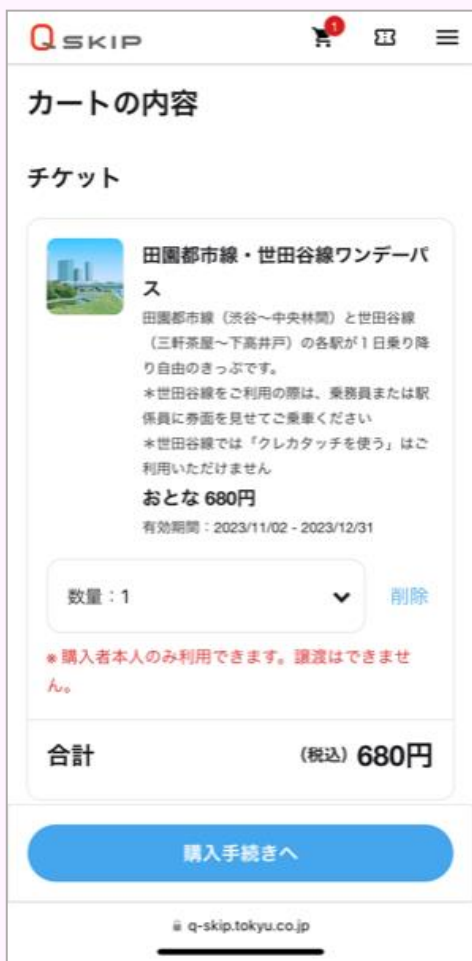 Q SKIP
1
カートの内容
チケット
田園都市線・世田谷線ワンデーパ
ス
田園都市線（渋谷～中央林間）と世田谷線
（三軒茶屋～下高井戸）の各駅が１日乗り降
り自由のきっぷです。
＊世田谷線をご利用の際は、乗務員または駅
係員に券面を見せてご乗車ください
＊世田谷線では「クレカタッチを使う」はご
利用いただけません
おとな 680円
有効期間：2023/11/02 - 2023/12/31
数量：1
削除
※購入者本人のみ利用できます。譲渡はできませ
ん。
合計
（税込）680円
購入手続きへ
q-skip.tokyu.co.jp